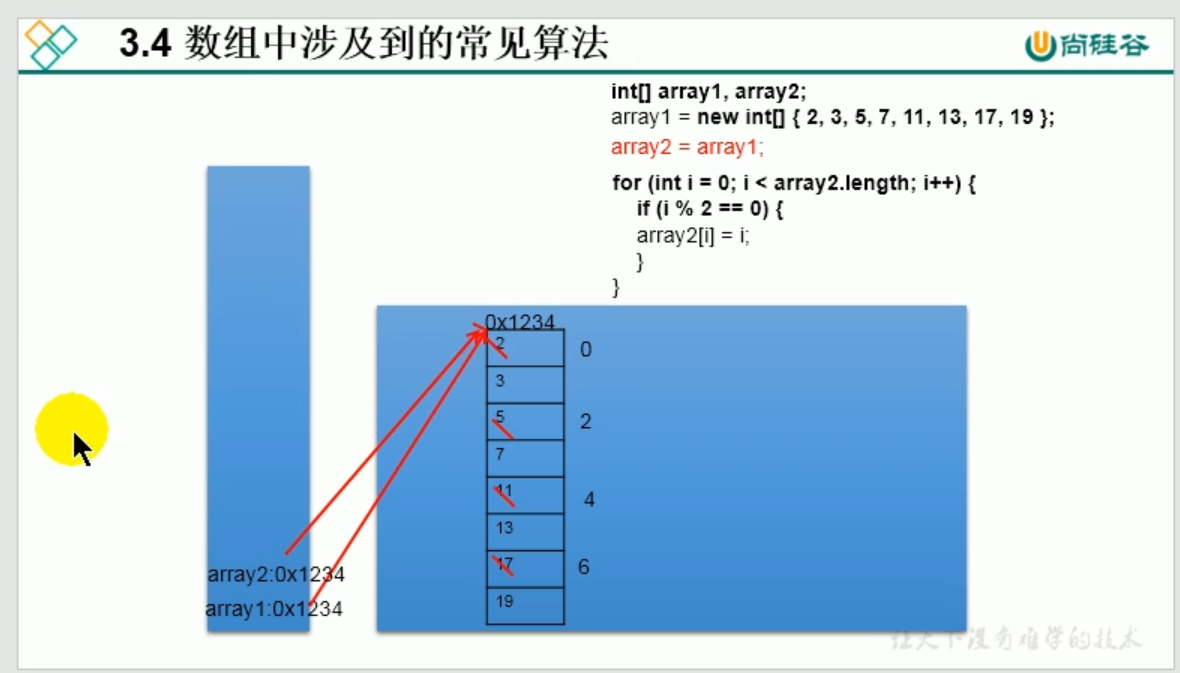 3.4 数组中涉及到的常见算法
尚硅谷
int[] array1, array2;
array1 = new int[] { 2, 3, 5, 7, 11, 13, 17, 19 };
array2 = array1;
for (int i = 0; i < array2.length; i++) {
if (i % 2 == 0) {
array2[i] = i;
}
}
0x1234
2 0
3
5 2
7
11 4
13
17 6
19
array2:0x1234
array1:0x1234
让天下没有难学的技术